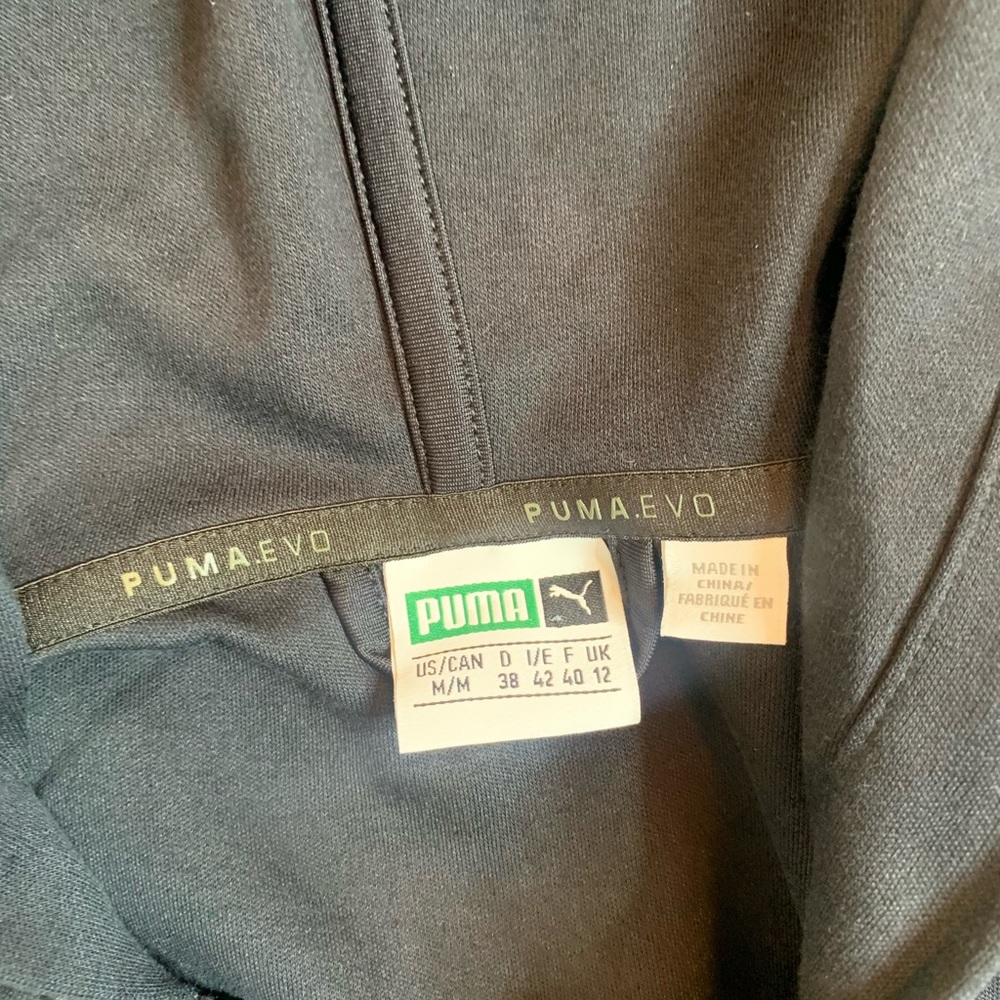 PUMA.EVO PUMA.EVO
PUMA
US/CAN D I/E F UK
M/M 38 42 40 12
MADE IN
CHINA/
FABRIQUÉ EN
CHINE